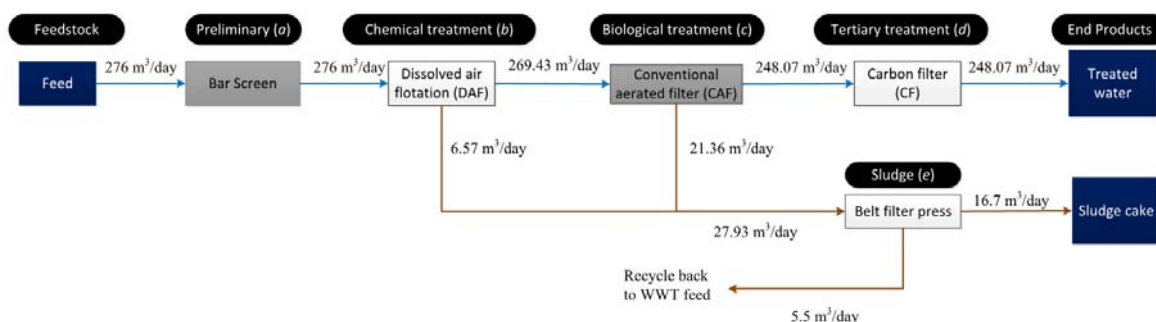 Feedstock
Preliminary (a)
Chemical treatment (b)
Biological treatment (c)
Tertiary treatment (d)
End Products
Feed
276 m³/day
Bar Screen
276 m³/day
Dissolved air
flotation (DAF)
269.43 m³/day
Conventional
aerated filter (CAF)
248.07 m³/day
Carbon filter
(CF)
248.07 m³/day
Treated
water
6.57 m³/day
21.36 m³/day
Sludge (e)
Belt filter press
16.7 m³/day
Sludge cake
27.93 m³/day
Recycle back
to WWT feed
5.5 m³/day